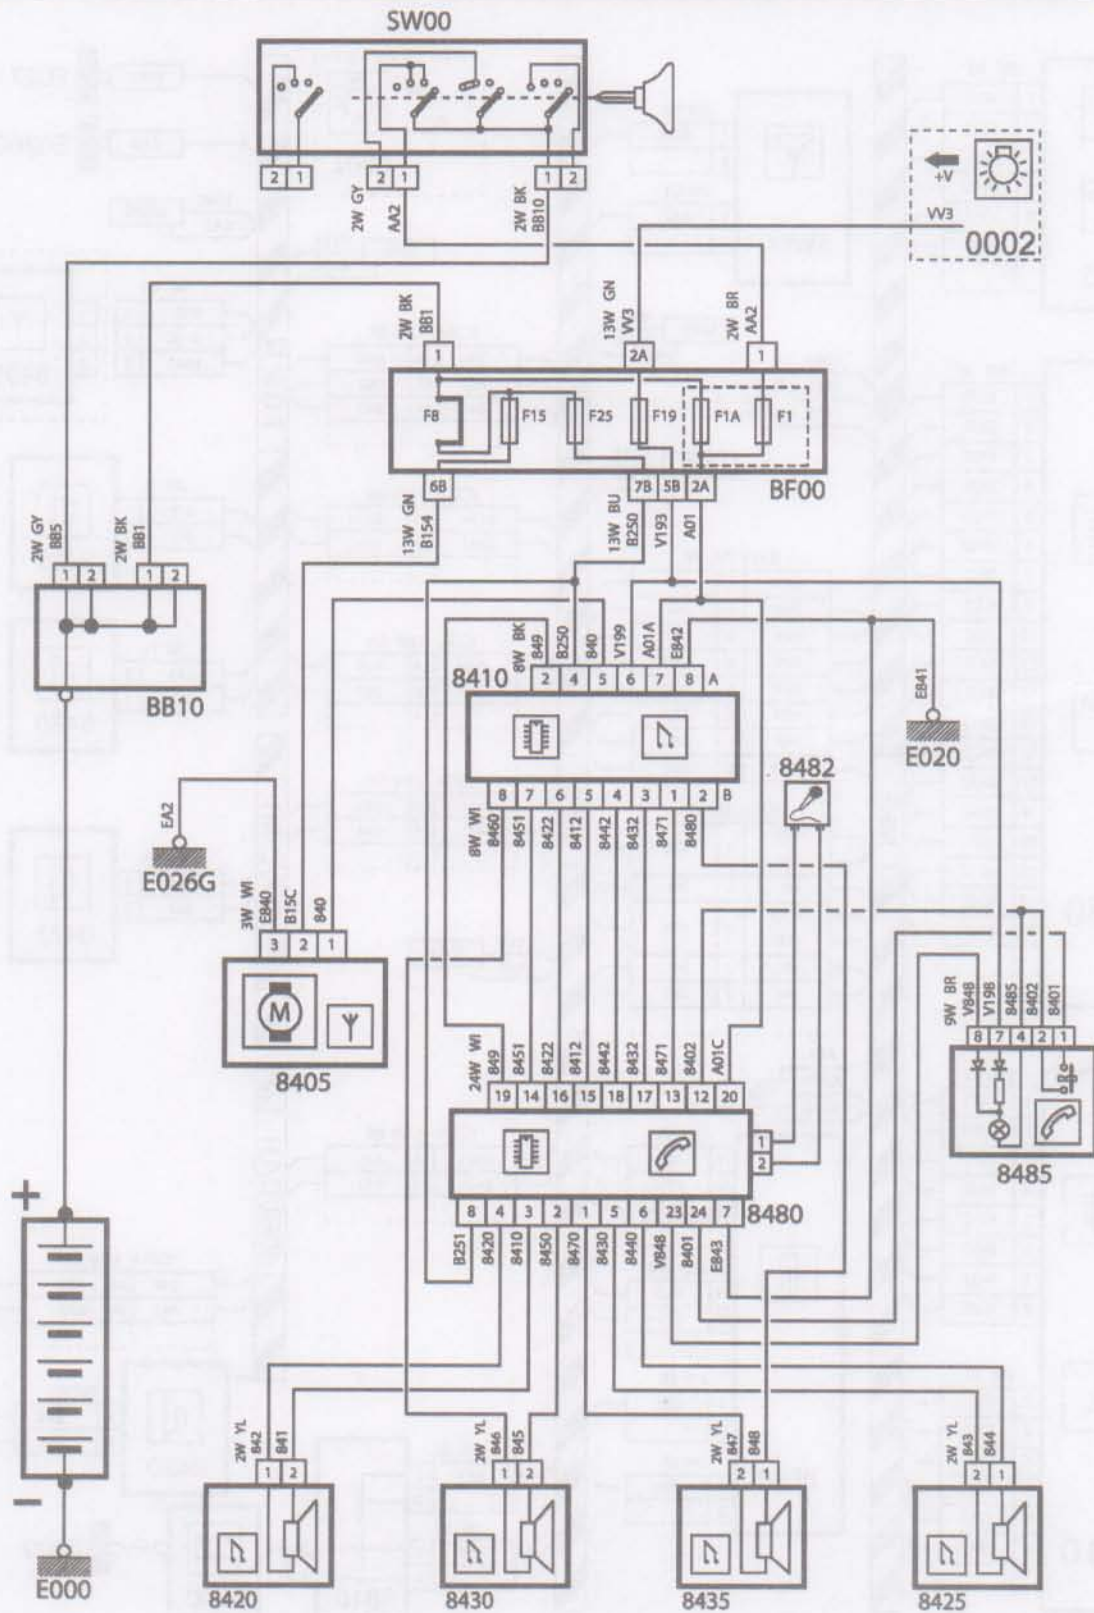 SW00
2 1
2 1
1 2
2W GY
AA2
2W BK
BB10
+V
VV3
0002
2W BK
BB1
13W GN
VV3
2W BR
AA2
1
2A
1
F8
F15
F25
F19
F1A
F1
6B
7B 5B 2A
BF00
13W GN
B154
13W BU
B250
V193
A01
2W GY
BB5
2W BK
BB1
1 2
1 2
BB10
8W BK
849
B250
840
V199
A01A
E842
8410
2 4 5 6 7 8 A
E841
E020
8 7 6 5 4 3 1 2 B
8W WI
8460
8451
8422
8412
8442
8432
8471
8480
8482
EA2
E026G
3W WI
E840
B15C
840
3 2 1
M
8405
9W BR
V848
V198
8485
8402
8401
8 7 4 2 1
8485
24W WI
849
8451
8422
8412
8442
8432
8471
8402
A01C
19 14 16 15 18 17 13 12 20
1
2
8480
8 4 3 2 1 5 6 23 24 7
B251
8420
8410
8450
8470
8430
8440
V848
8401
E843
+
−
E000
2W YL
842
841
1 2
8420
2W YL
846
845
1 2
8430
2W YL
847
848
2 1
8435
2W YL
843
844
2 1
8425